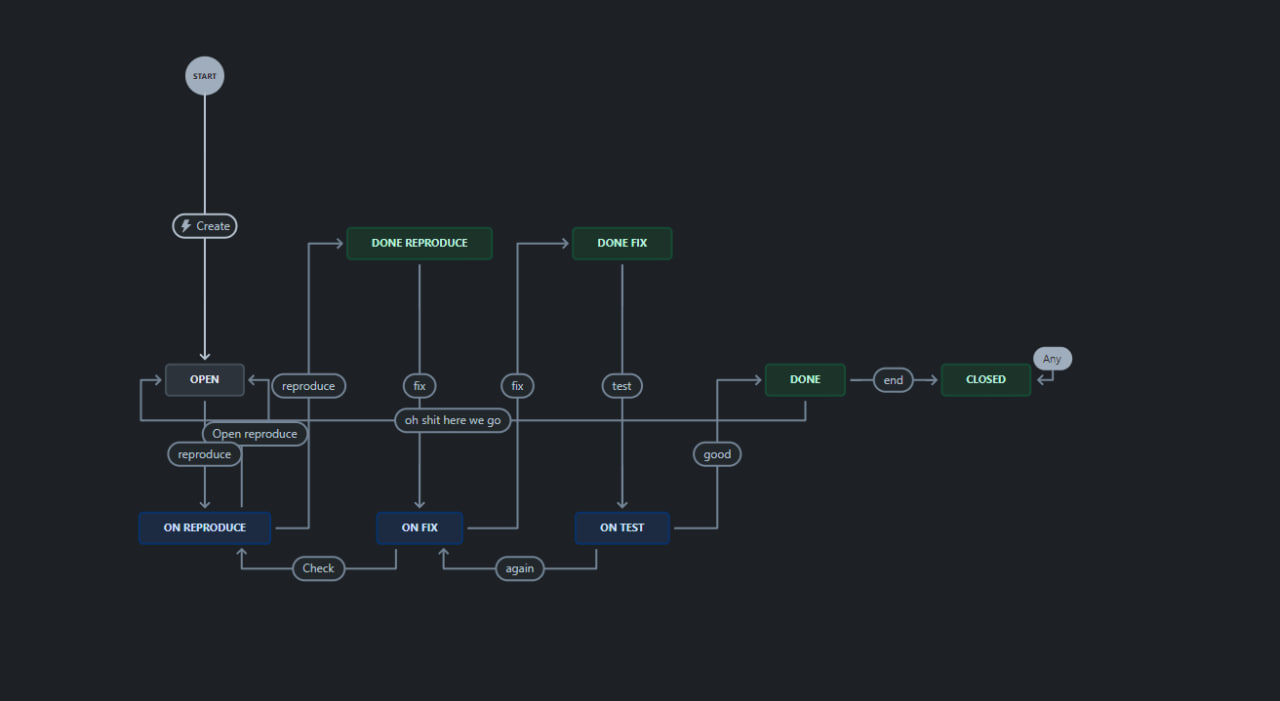 START
Create
DONE REPRODUCE
DONE FIX
Any
OPEN
reproduce
fix
fix
test
DONE
end
CLOSED
oh shit here we go
Open reproduce
reproduce
good
ON REPRODUCE
ON FIX
ON TEST
Check
again